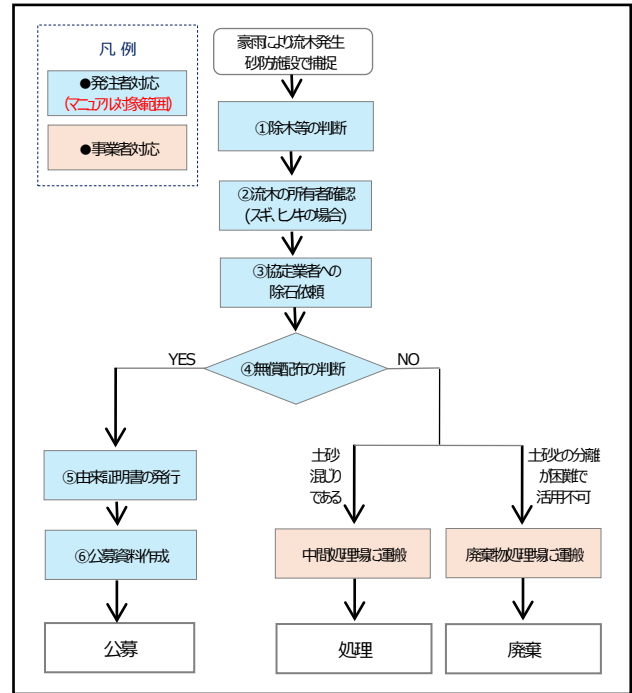 凡例
●発注者対応
(マニュアル対象範囲)
●事業者対応
豪雨により流木発生
砂防施設で捕捉
①除木等の判断
②流木の所有者確認
(スギ、ヒノキの場合)
③協定業者への
除石依頼
④無償配布の判断
YES
NO
⑤由来証明書の発行
⑥公募資料作成
公募
土砂
混じり
である
中間処理場に運搬
処理
土砂との分離
が困難で
活用不可
廃棄物処理場に運搬
廃棄